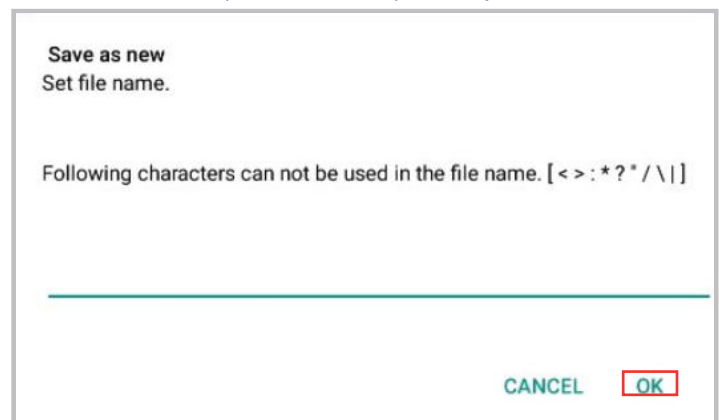 Save as new
Set file name.
Following characters can not be used in the file name. [ < > : * ? " / \ | ]
CANCEL OK